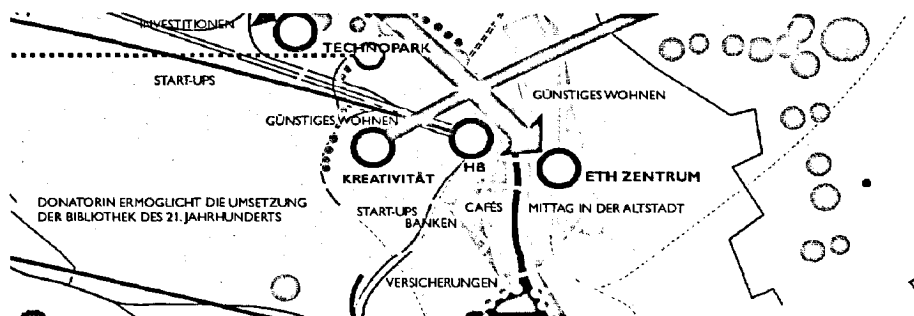 INVESTITIONEN
TECHNOPARK
START-UPS
GÜNSTIGES WOHNEN
GÜNSTIGES WOHNEN
KREATIVITÄT
HB
ETH ZENTRUM
DONATORIN ERMÖGLICHT DIE UMSETZUNG
DER BIBLIOTHEK DES 21. JAHRHUNDERTS
START-UPS
BANKEN
CAFÉS
MITTAG IN DER ALTSTADT
VERSICHERUNGEN